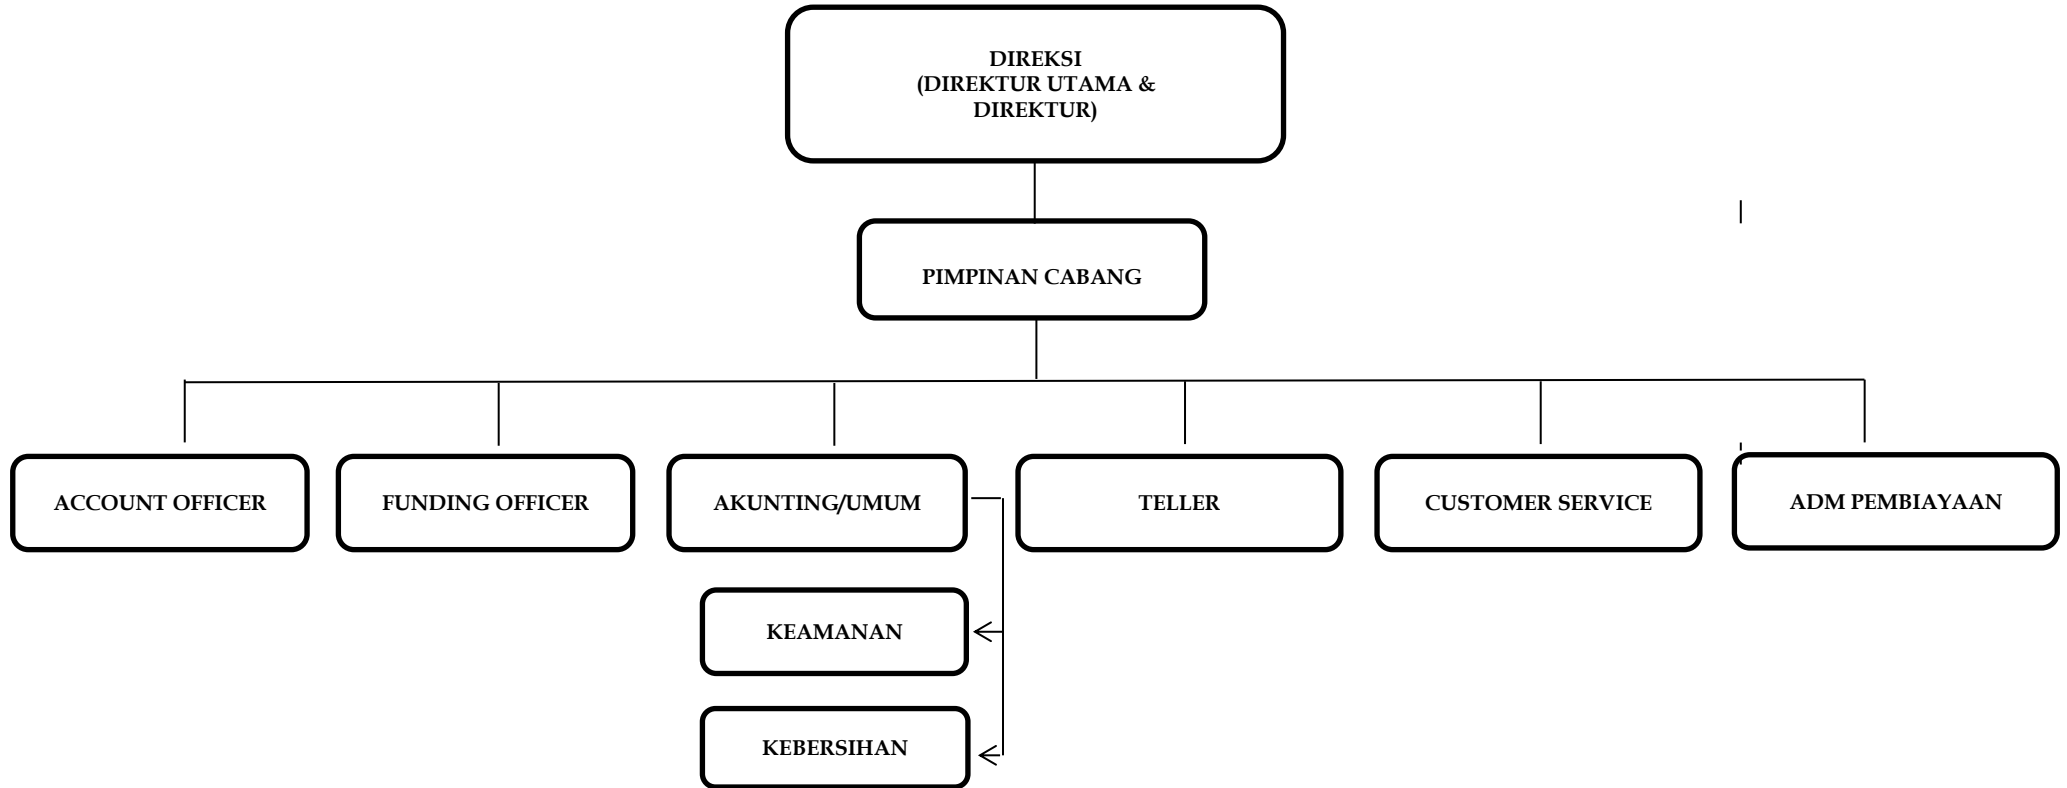 DIREKSI
(DIREKTUR UTAMA &
DIREKTUR)
PIMPINAN CABANG
ACCOUNT OFFICER
FUNDING OFFICER
AKUNTING/UMUM
TELLER
CUSTOMER SERVICE
ADM PEMBIAYAAN
KEAMANAN
KEBERSIHAN